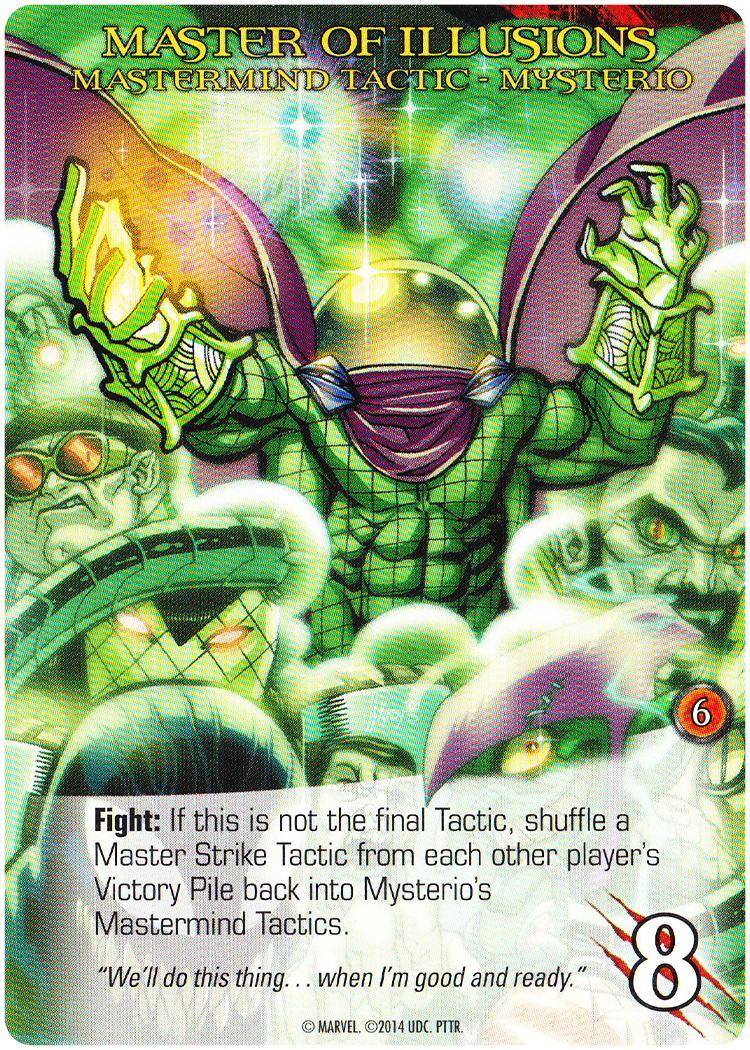 MASTER OF ILLUSIONS
MASTERMIND TACTIC - MYSTERIO
6
Fight: If this is not the final Tactic, shuffle a
Master Strike Tactic from each other player's
Victory Pile back into Mysterio's
Mastermind Tactics.
8
"We'll do this thing. . . when I'm good and ready."
© MARVEL. ©2014 UDC. PTTR.